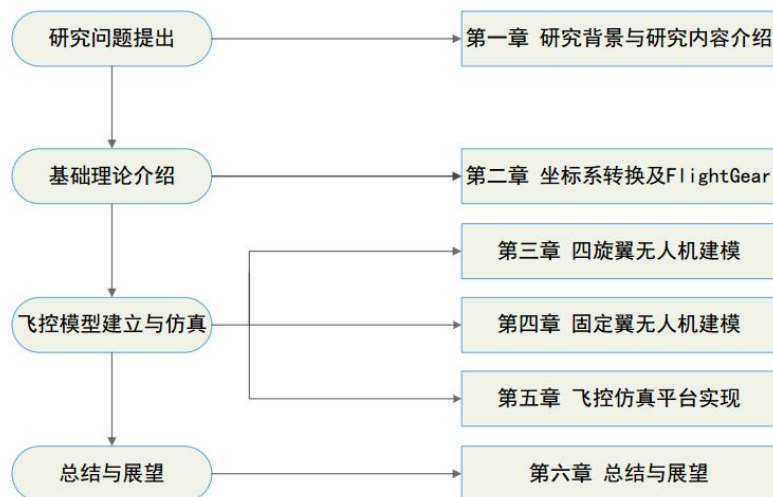 研究问题提出
第一章 研究背景与研究内容介绍
基础理论介绍
第二章 坐标系转换及FlightGear
第三章 四旋翼无人机建模
飞控模型建立与仿真
第四章 固定翼无人机建模
第五章 飞控仿真平台实现
总结与展望
第六章 总结与展望